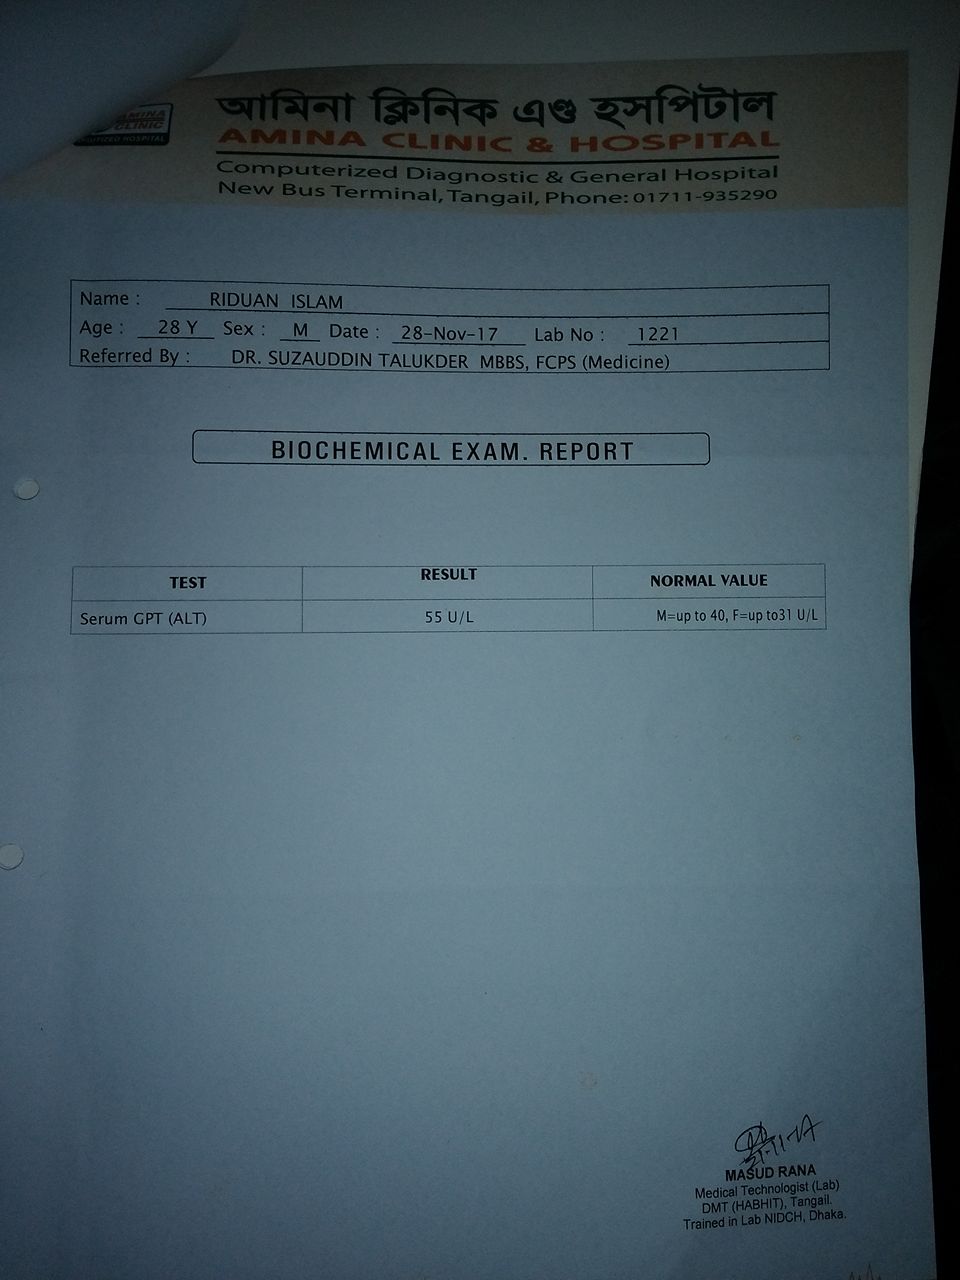 আমিনা ক্লিনিক এণ্ড হসপিটাল
AMINA CLINIC & HOSPITAL
AMINA
CLINIC
HOSPITAL
Computerized Diagnostic & General Hospital
New Bus Terminal, Tangail, Phone: 01711-935290
Name : RIDUAN ISLAM
Age : 28 Y Sex : M Date : 28-Nov-17 Lab No : 1221
Referred By : DR. SUZAUDDIN TALUKDER MBBS, FCPS (Medicine)
BIOCHEMICAL EXAM. REPORT
TEST RESULT NORMAL VALUE
Serum GPT (ALT) 55 U/L M=up to 40, F=up to31 U/L
MASUD RANA
Medical Technologist (Lab)
DMT (HABHIT), Tangail.
Trained in Lab NIDCH, Dhaka.